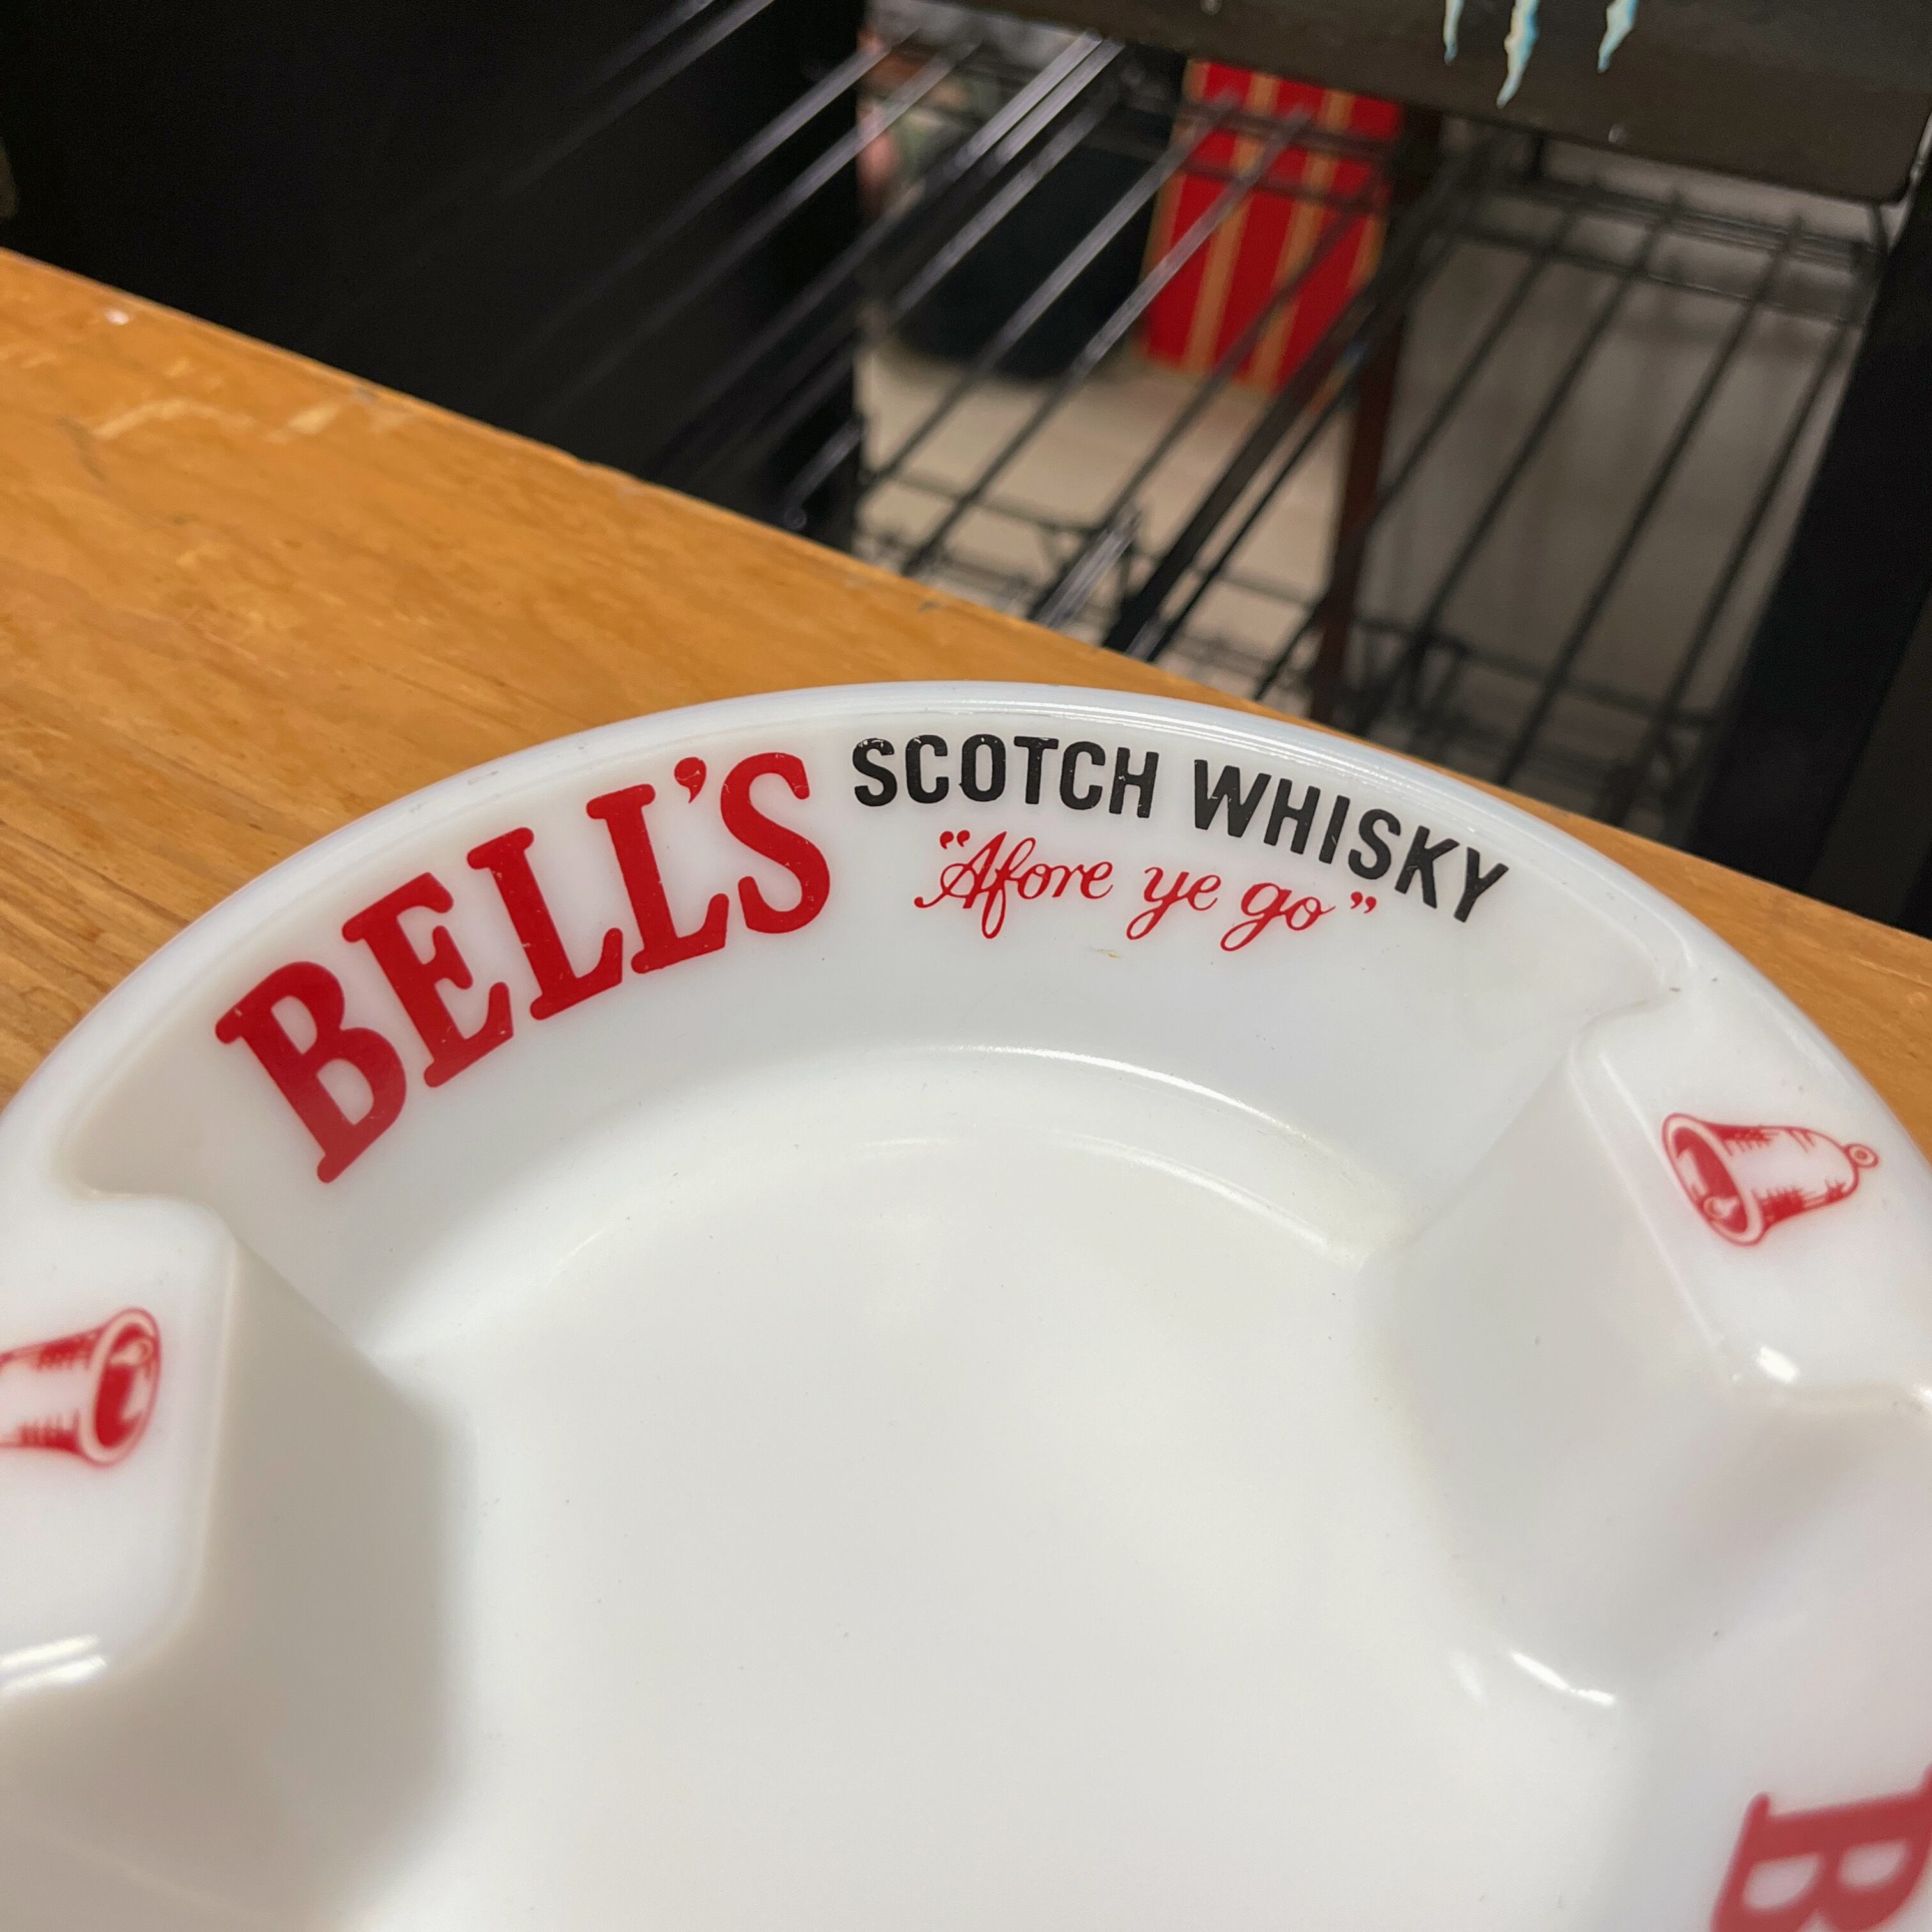 BELL'S SCOTCH WHISKY
"Afore ye go"
B